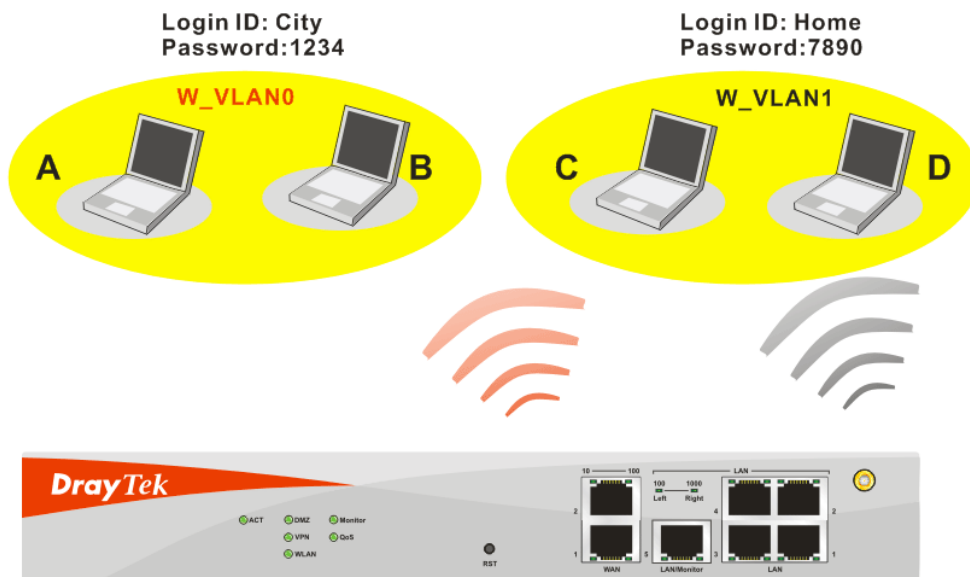 Login ID: City
Password:1234
Login ID: Home
Password:7890
W_VLAN0
W_VLAN1
A
B
C
D
DrayTek
ACT
DMZ
Monitor
VPN
QoS
WLAN
RST
10
100
2
1
WAN
LAN
100
1000
Left
Right
5
LAN/Monitor
4
2
3
1
LAN